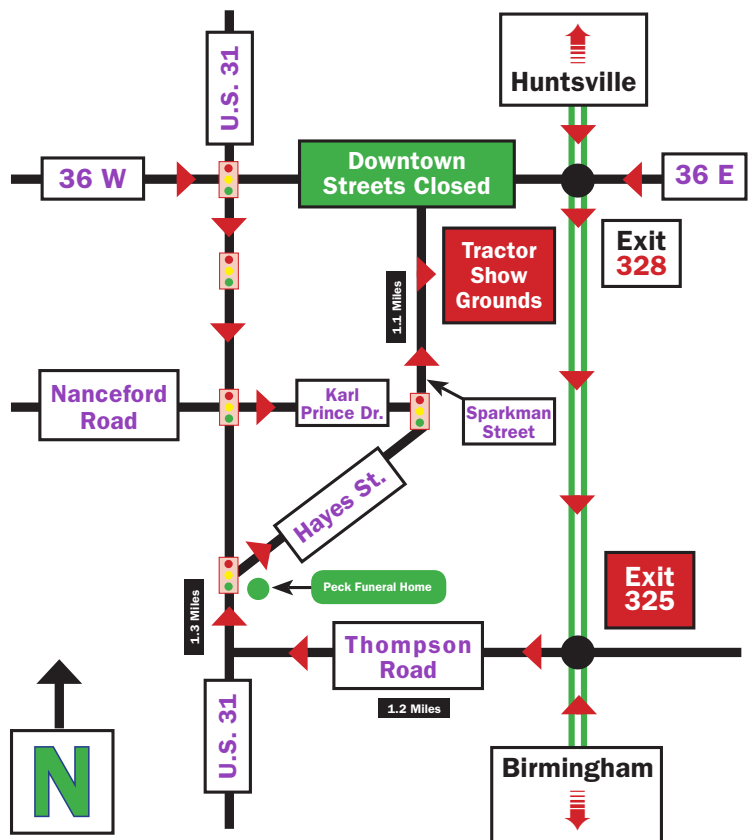 U.S. 31
Huntsville
36 W
Downtown
Streets Closed
36 E
Exit
328
Tractor
Show
Grounds
1.1 Miles
Nanceford
Road
Karl
Prince Dr.
Sparkman
Street
Hayes St.
Peck Funeral Home
Exit
325
1.3 Miles
Thompson
Road
1.2 Miles
U.S. 31
N
Birmingham